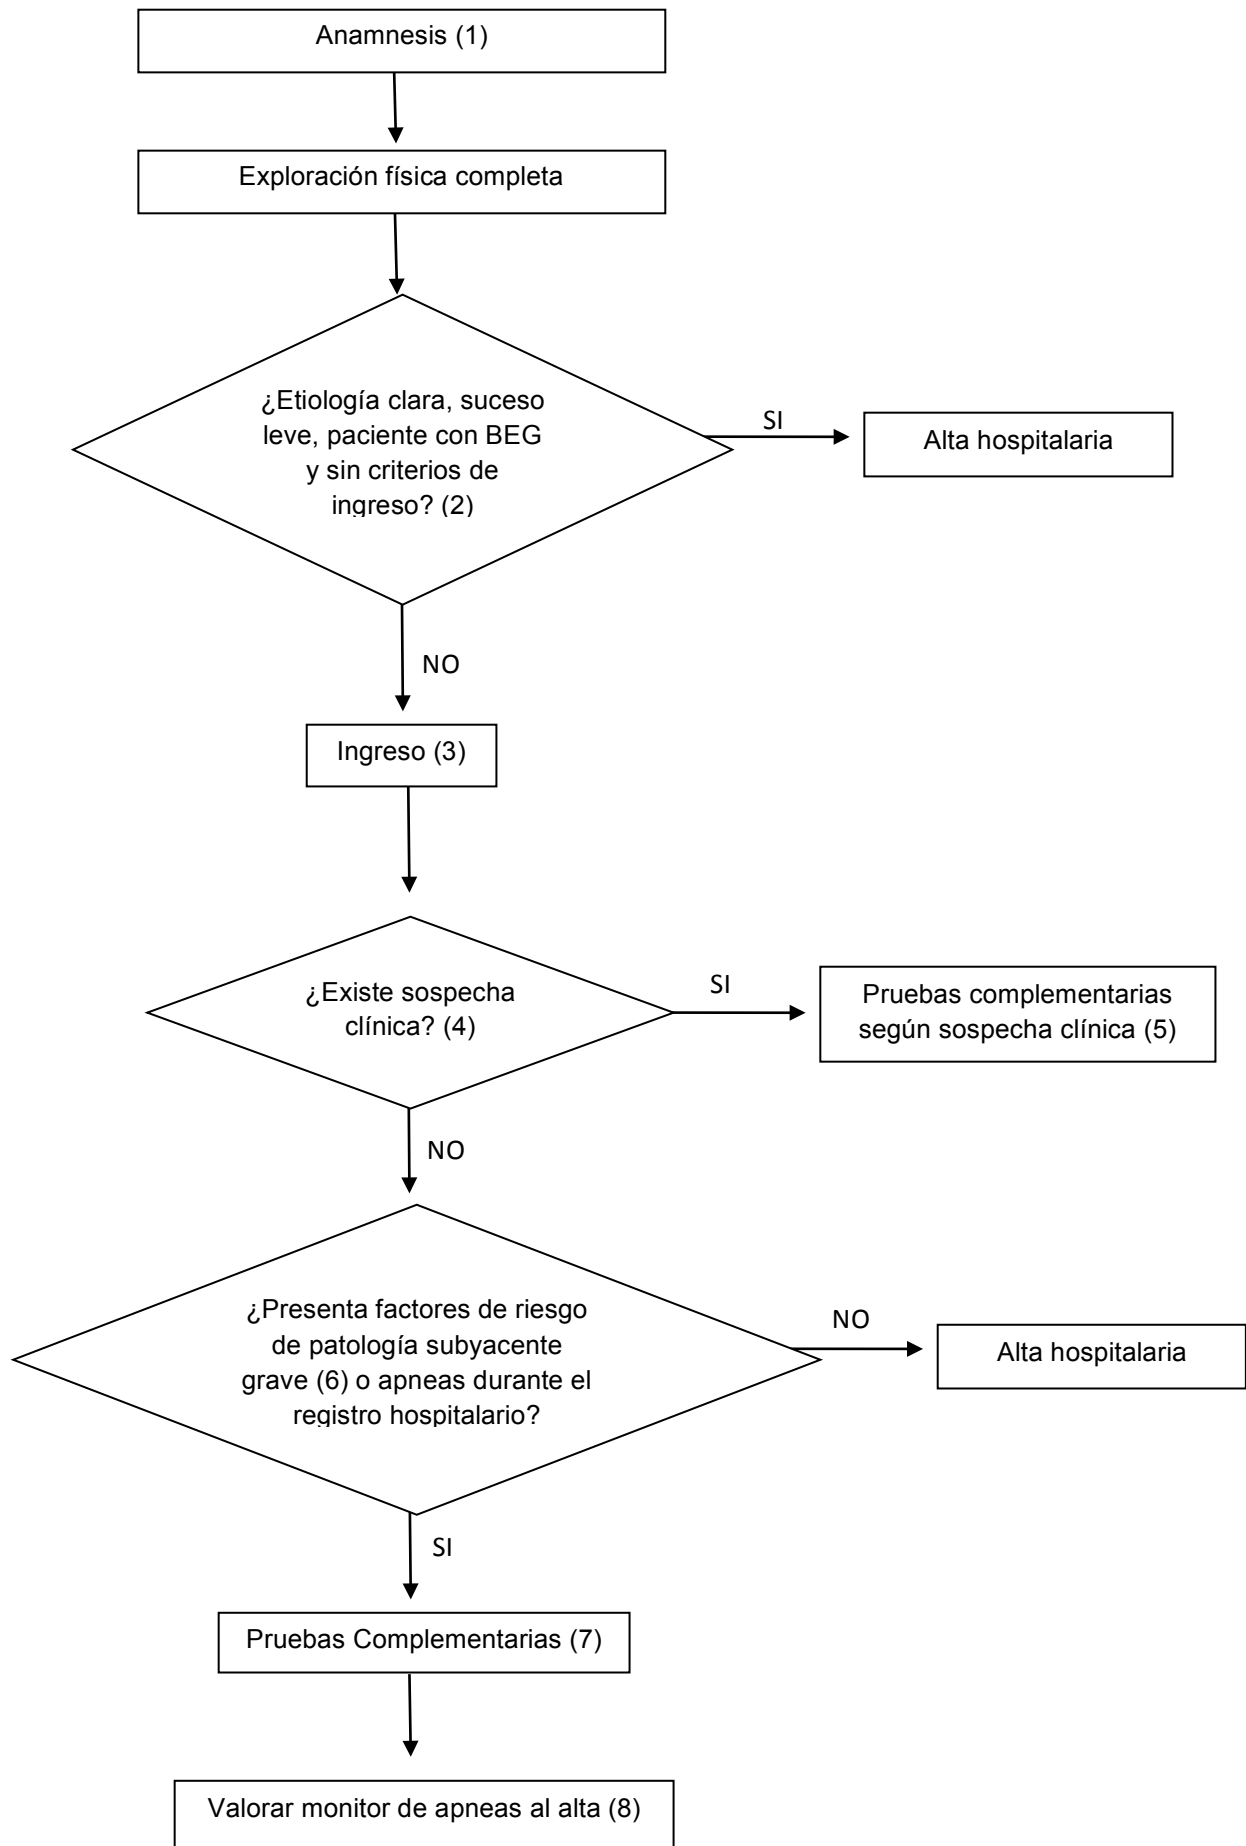 Anamnesis (1)
Exploración física completa
¿Etiología clara, suceso
leve, paciente con BEG
y sin criterios de
ingreso? (2)
SI
Alta hospitalaria
NO
Ingreso (3)
¿Existe sospecha
clínica? (4)
SI
Pruebas complementarias
según sospecha clínica (5)
NO
¿Presenta factores de riesgo
de patología subyacente
grave (6) o apneas durante el
registro hospitalario?
NO
Alta hospitalaria
SI
Pruebas Complementarias (7)
Valorar monitor de apneas al alta (8)